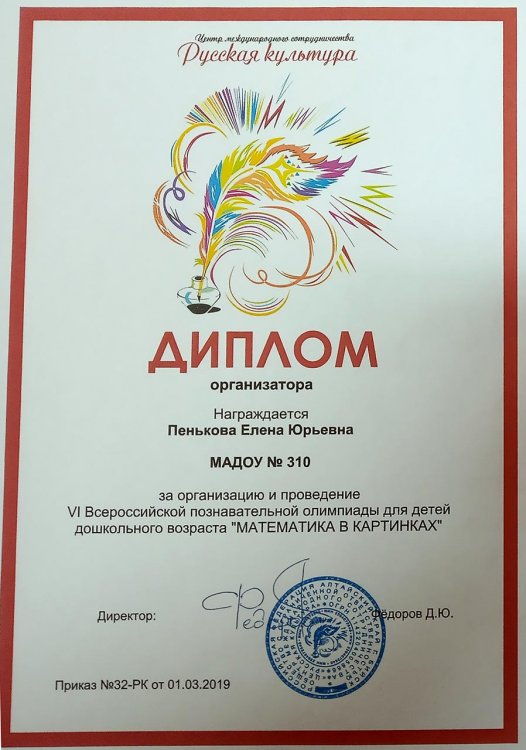 Центр международного сотрудничества
Русская культура
ДИПЛОМ
организатора
Награждается
Пенькова Елена Юрьевна
МАДОУ № 310
за организацию и проведение
VI Всероссийской познавательной олимпиады для детей
дошкольного возраста "МАТЕМАТИКА В КАРТИНКАХ"
Директор:
Фёдоров Д.Ю.
Приказ №32-РК от 01.03.2019